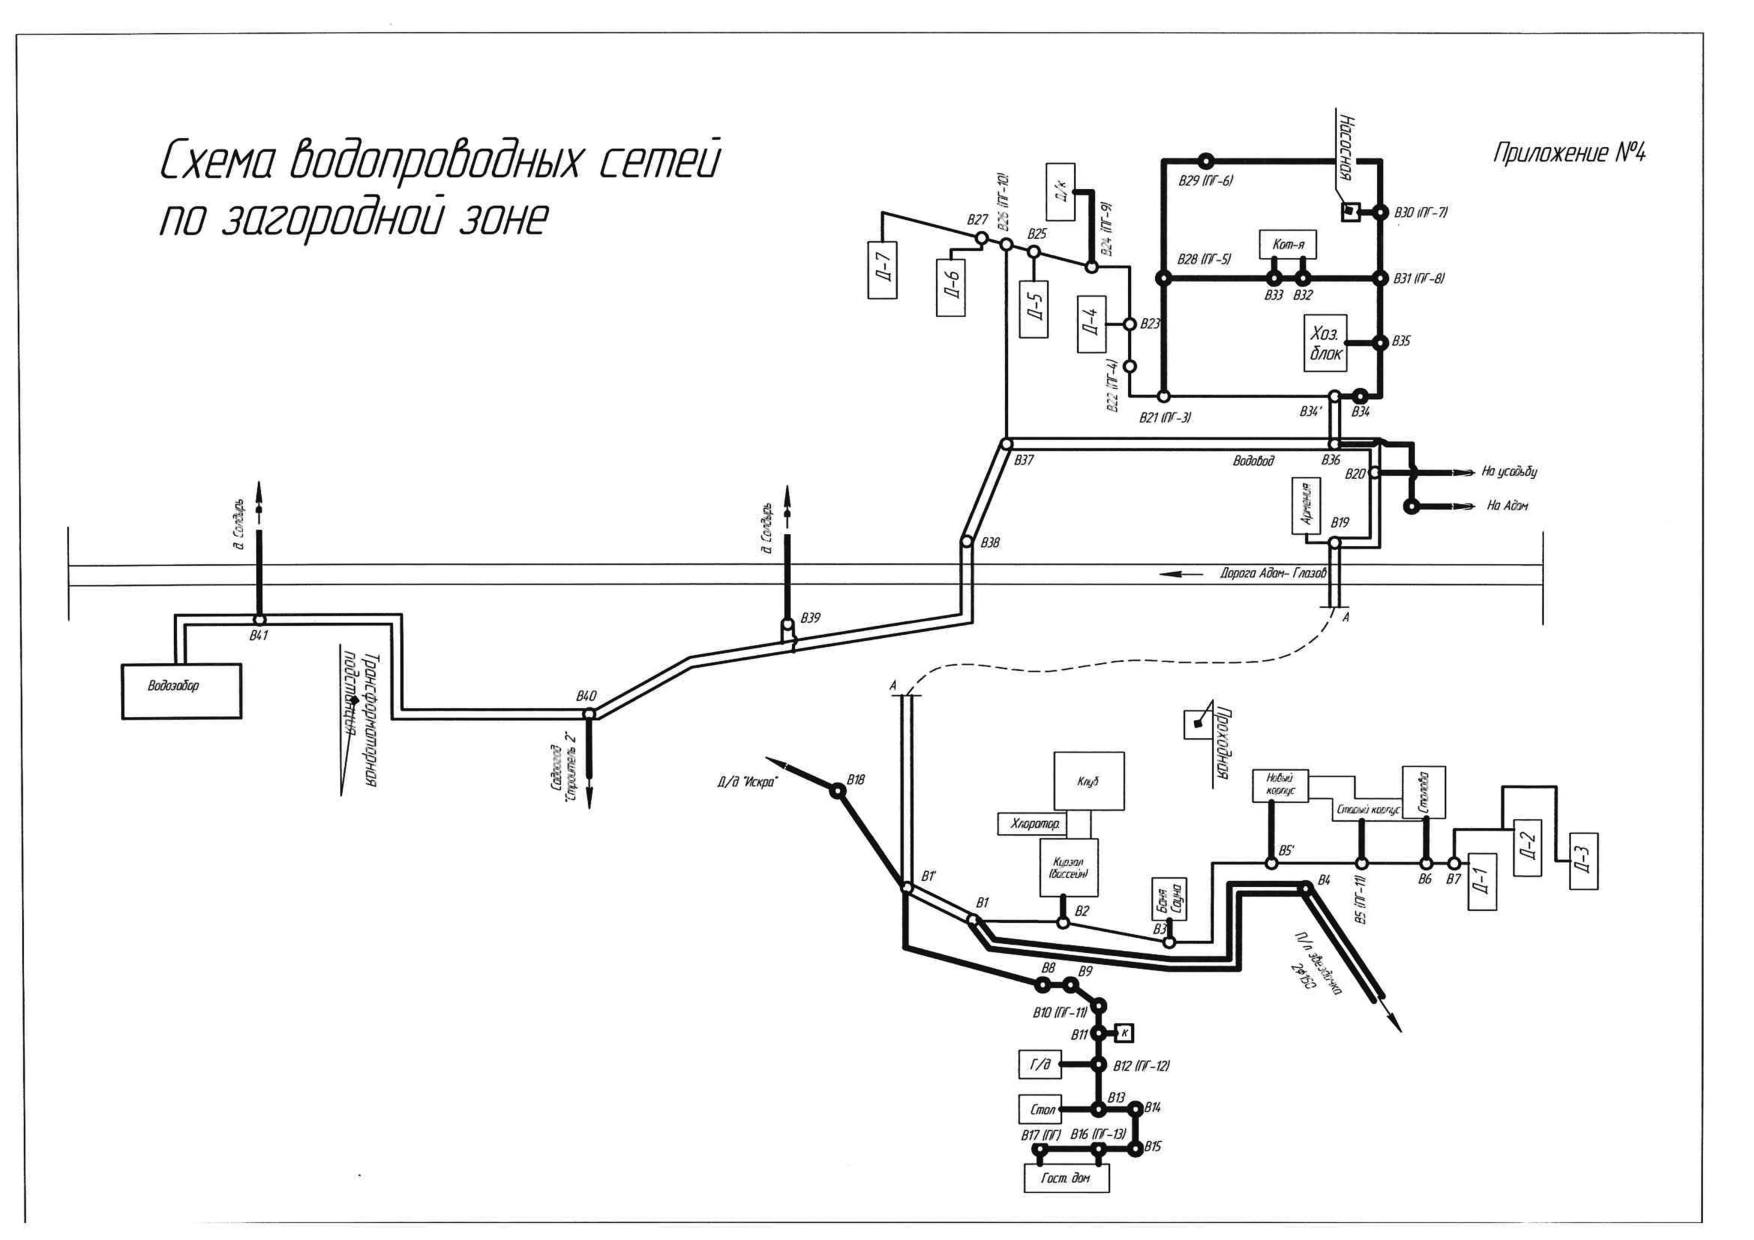 Схема водопроводных сетей
по загородной зоне
Приложение №4
Насосная
В29 (ПГ-6)
В30 (ПГ-7)
Д/к
В26 (ПГ-10)
В24 (ПГ-9)
В27
В25
Д-7
Д-6
Д-5
Д-4
Кот-я
В28 (ПГ-5)
В33
В32
В31 (ПГ-8)
В23
Хоз.
блок
В35
В22 (ПГ-4)
В21 (ПГ-3)
В34'
В34
В37
Водовод
В36
В20
На усадьбу
На Адам
Армения
В19
д. Солдырь
д. Солдырь
В38
Дорога Адам- Глазов
А
В41
В39
Водозабор
Трансформаторная
подстанция
В40
"Строитель 2"
А
Проходная
Д/д "Искра"
В18
Клуб
Хлоратор.
Кирзал
(бассейн)
Баня
Сауна
Новый
корпус
Старый корпус
Столова
В1'
В1
В2
В3
В5'
В4
В5 (ПГ-11)
В6
В7
Д-1
Д-2
Д-3
П/л звездочка
2ф160
В8
В9
В10 (ПГ-11)
В11
К
Г/д
В12 (ПГ-12)
Стол
В13
В14
В17 (ПГ)
В16 (ПГ-13)
В15
Гост. дом